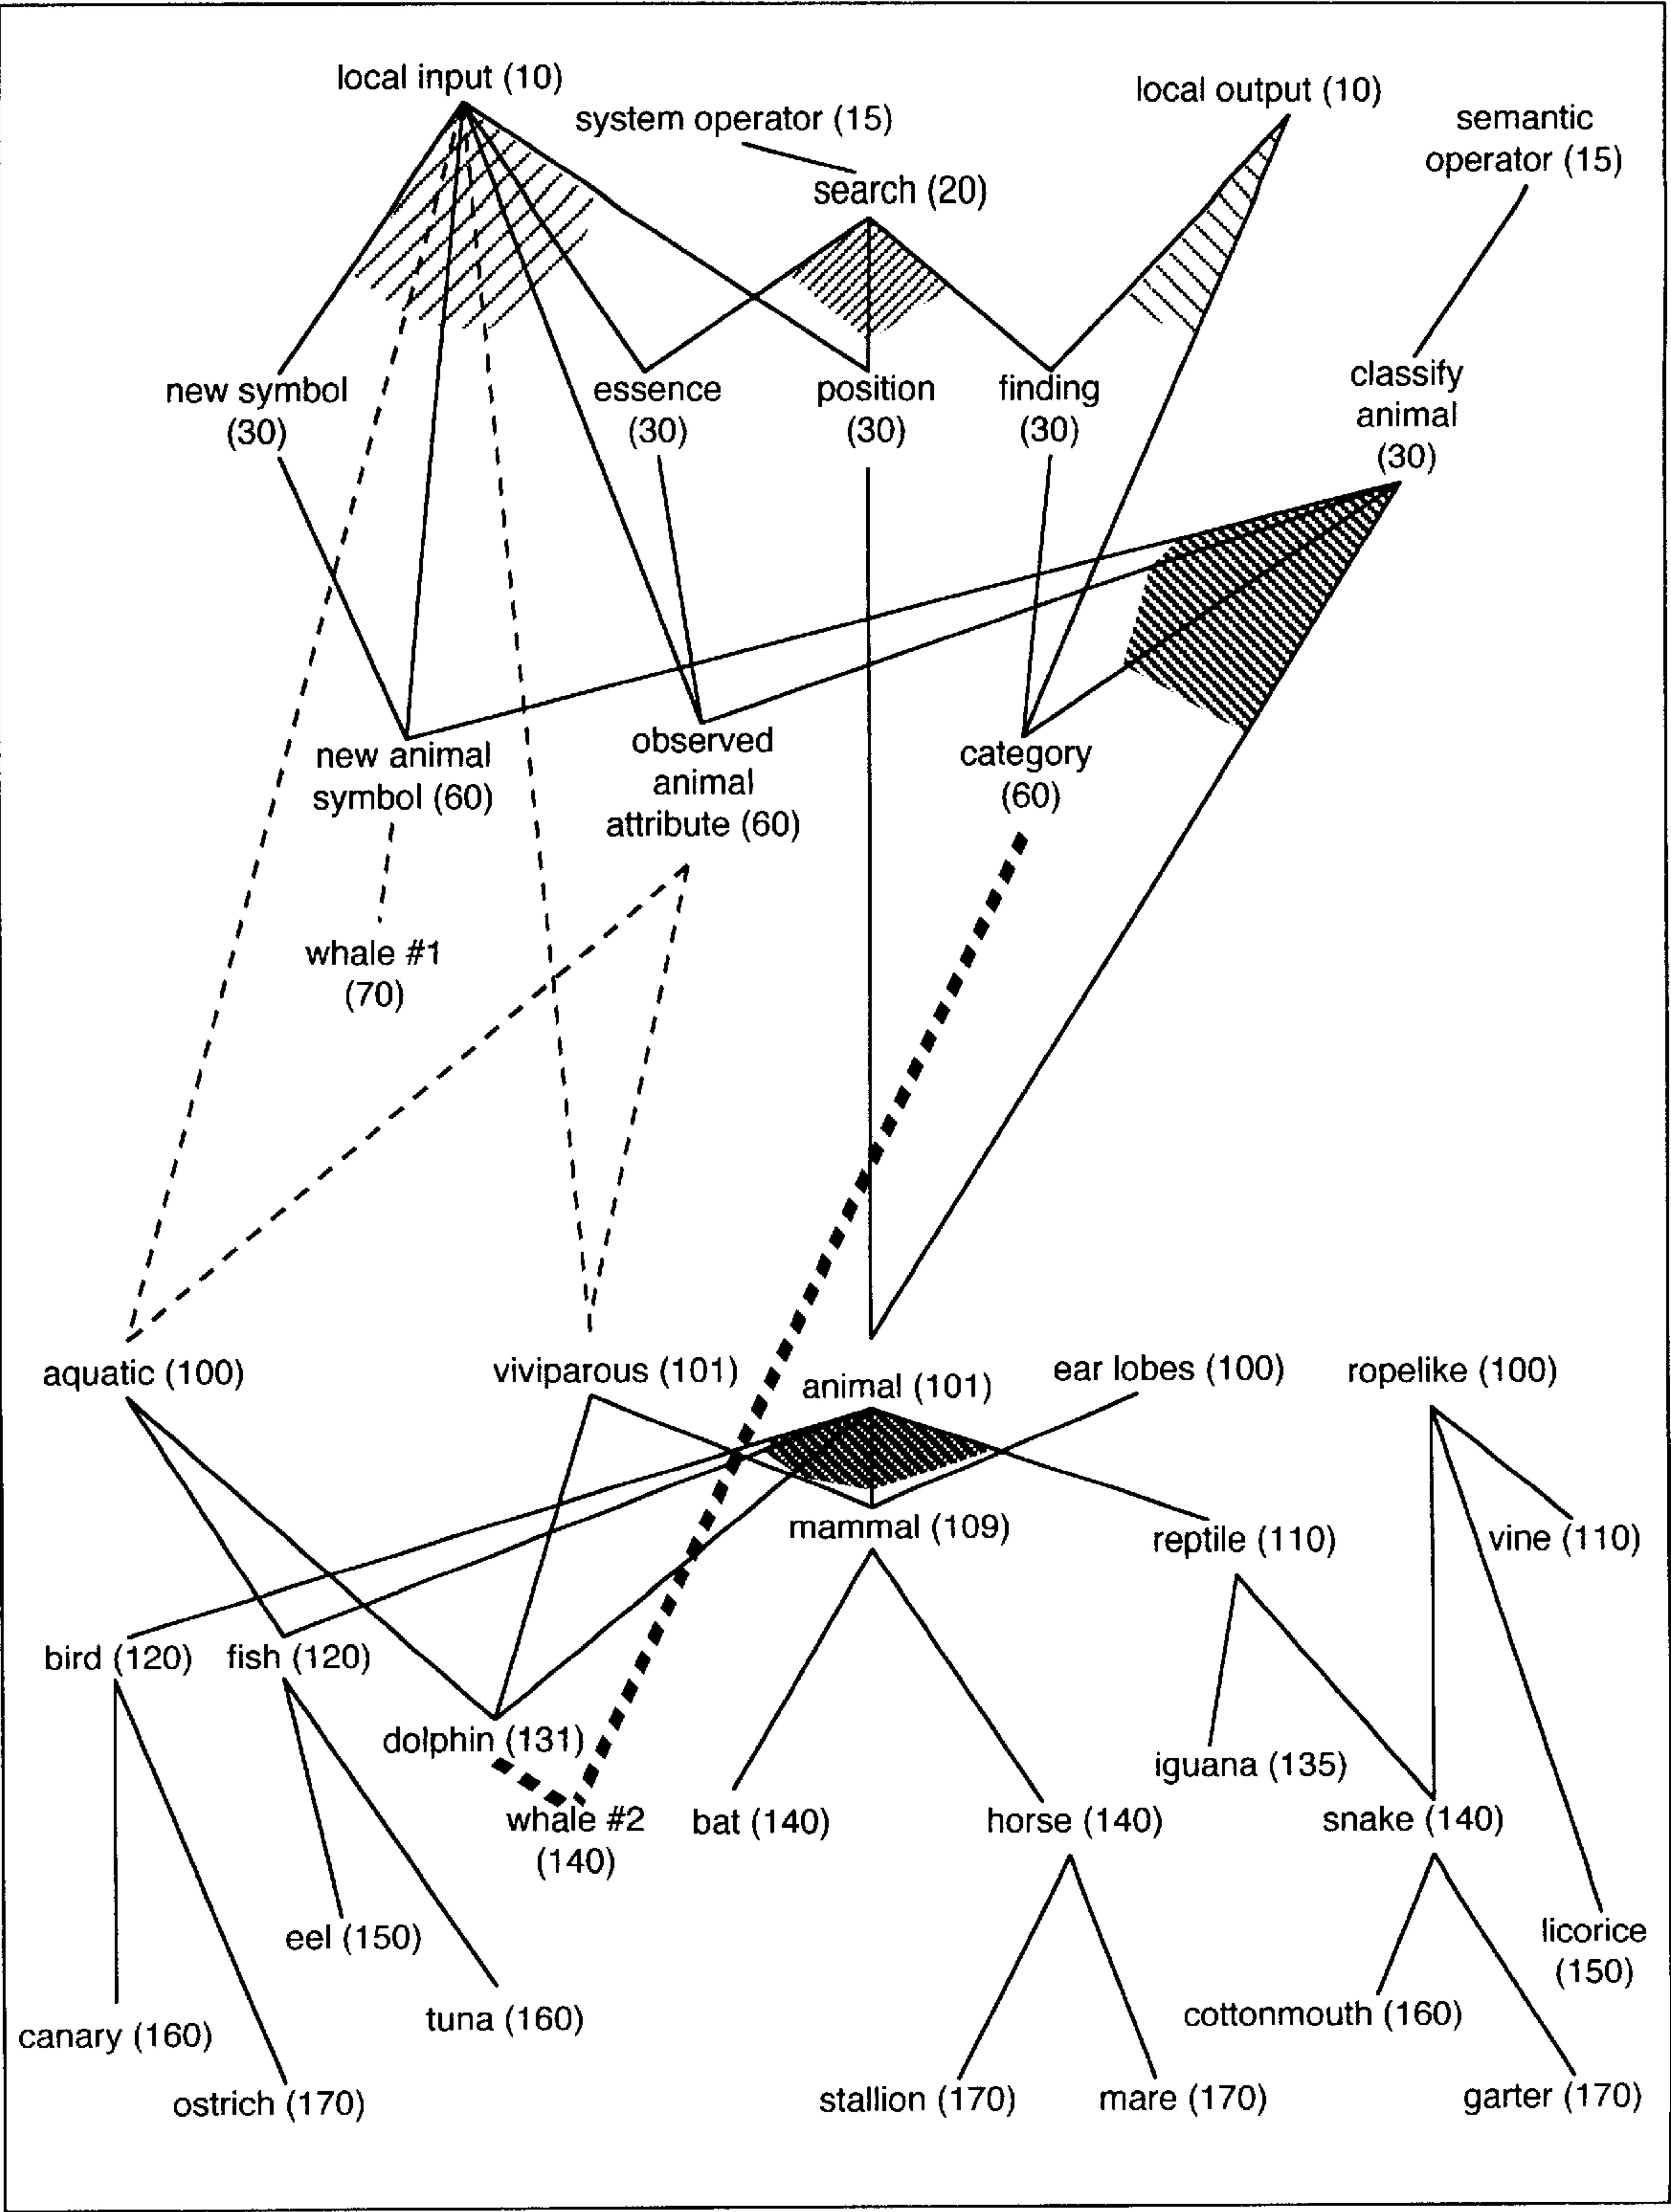 local input (10)
system operator (15)
local output (10)
semantic
operator (15)
search (20)
new symbol
(30)
essence
(30)
position
(30)
finding
(30)
classify
animal
(30)
new animal
symbol (60)
observed
animal
attribute (60)
category
(60)
whale #1
(70)
aquatic (100)
viviparous (101)
animal (101)
ear lobes (100)
ropelike (100)
mammal (109)
reptile (110)
vine (110)
bird (120)
fish (120)
dolphin (131)
iguana (135)
whale #2
(140)
bat (140)
horse (140)
snake (140)
eel (150)
licorice
(150)
canary (160)
tuna (160)
cottonmouth (160)
ostrich (170)
stallion (170)
mare (170)
garter (170)